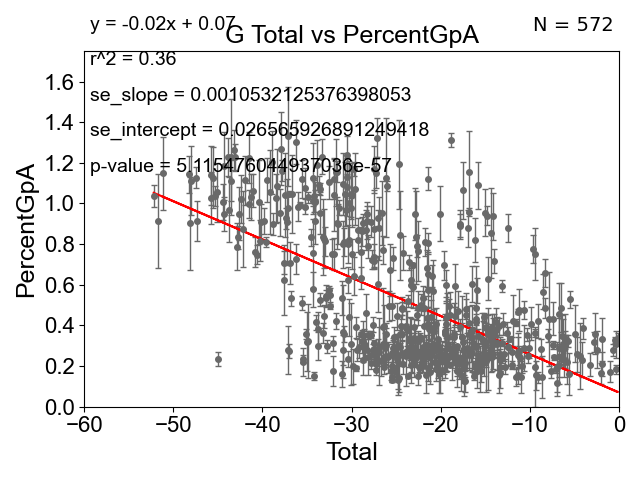 y = -0.02x + 0.07
N = 572
G Total vs PercentGpA
r^2 = 0.36
se_slope = 0.0010532125376398053
se_intercept = 0.026565926891249418
p-value = 5.115476044937036e-57
1.6
1.4
1.2
1.0
0.8
0.6
0.4
0.2
0.0
PercentGpA
−60 −50 −40 −30 −20 −10 0
Total